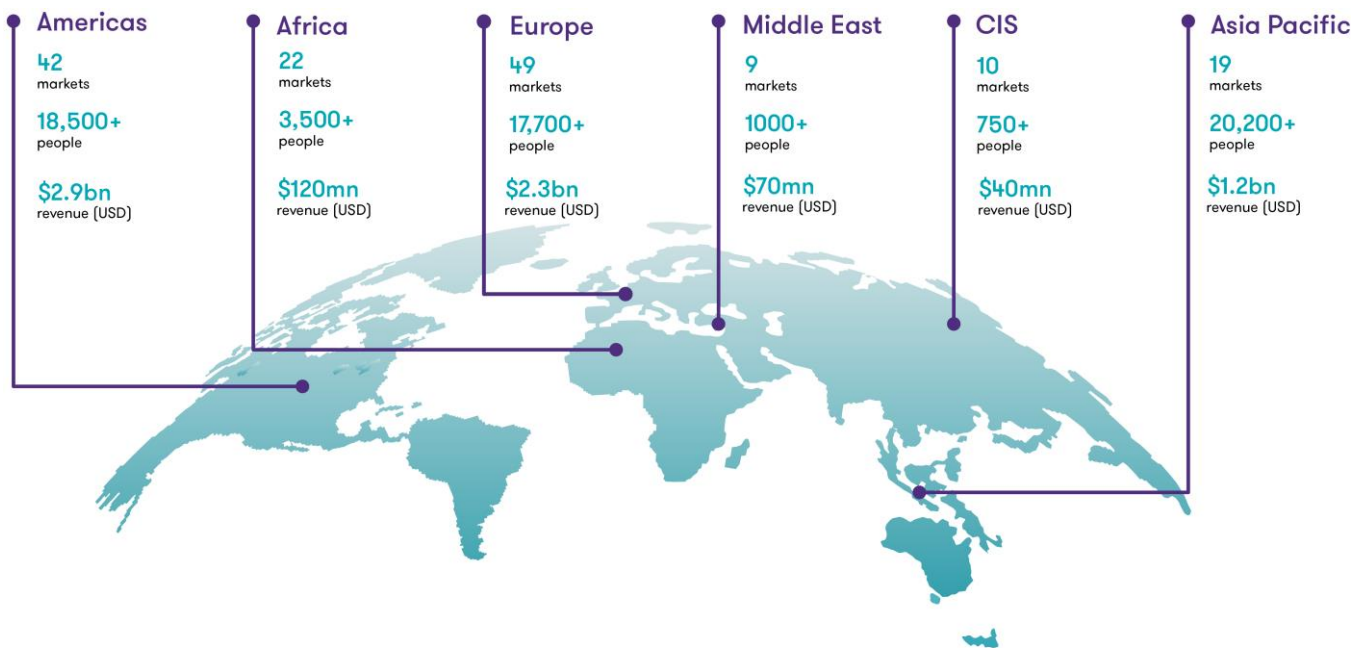 Americas
42
markets
18,500+
people
$2.9bn
revenue (USD)
Africa
22
markets
3,500+
people
$120mn
revenue (USD)
Europe
49
markets
17,700+
people
$2.3bn
revenue (USD)
Middle East
9
markets
1000+
people
$70mn
revenue (USD)
CIS
10
markets
750+
people
$40mn
revenue (USD)
Asia Pacific
19
markets
20,200+
people
$1.2bn
revenue (USD)